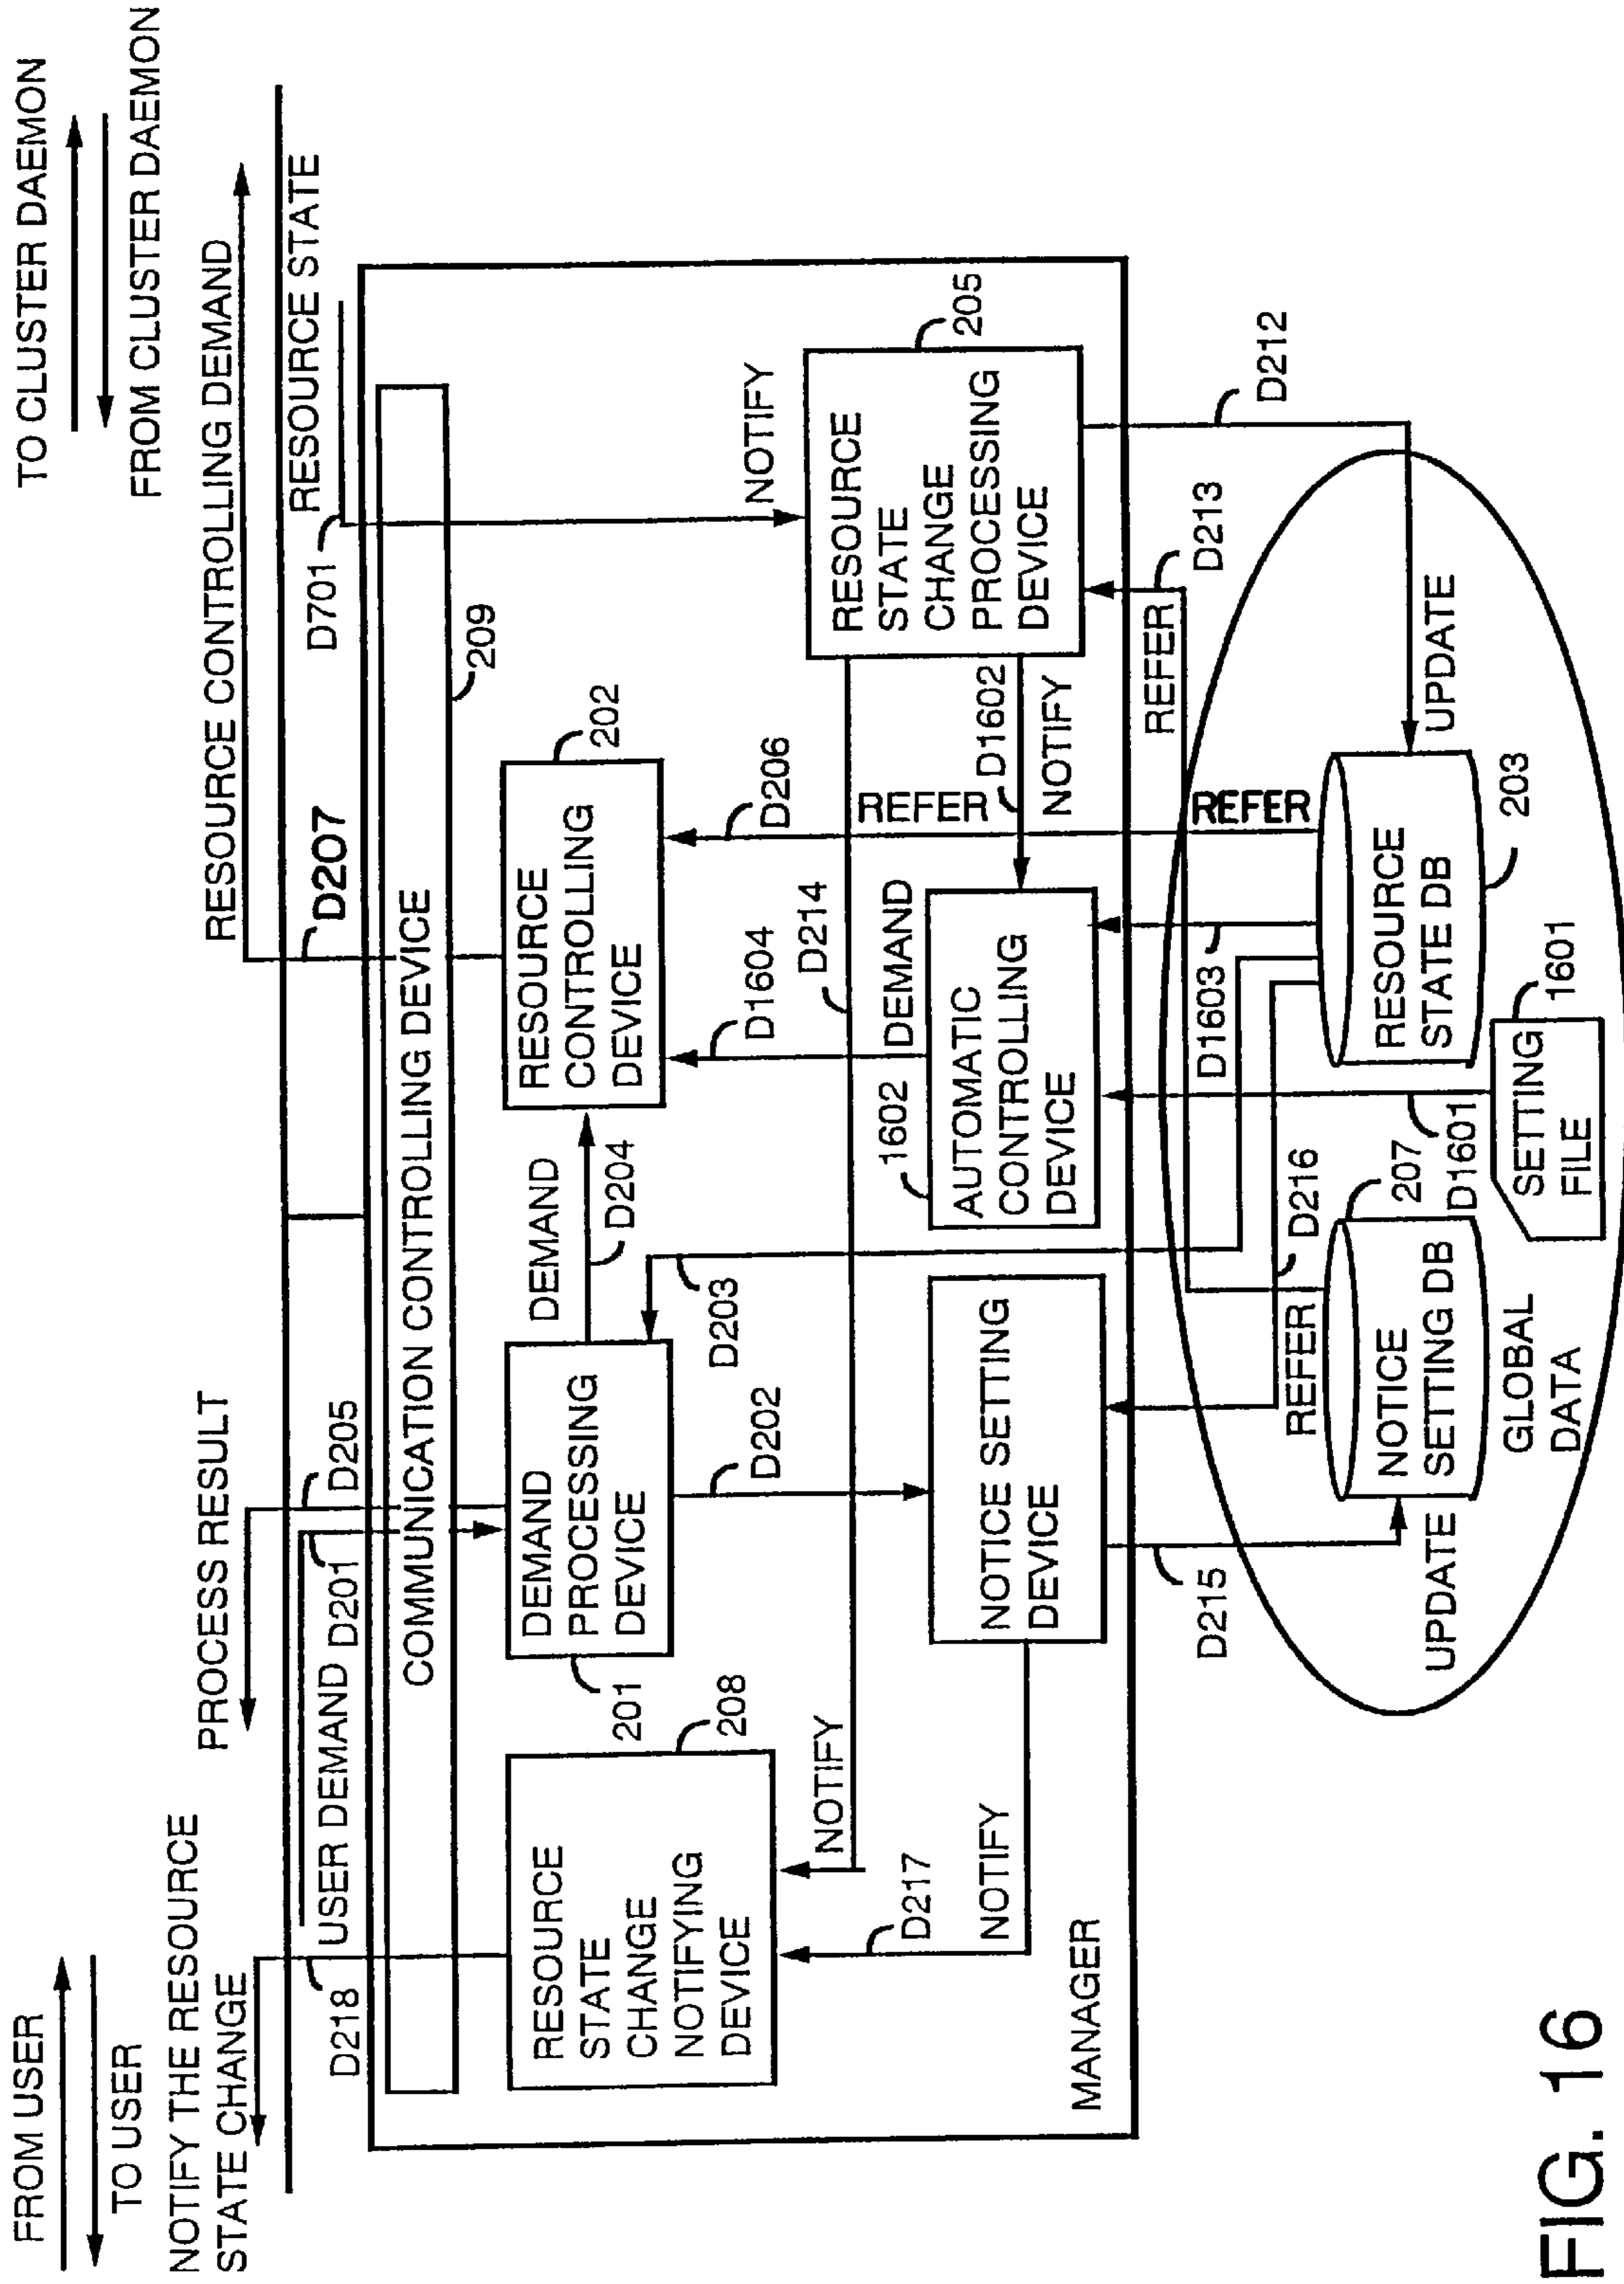 FROM USER
TO USER
NOTIFY THE RESOURCE
STATE CHANGE
PROCESS RESULT
RESOURCE CONTROLLING DEMAND
TO CLUSTER DAEMON
FROM CLUSTER DAEMON
D218
USER DEMAND D201
D205
D207
D701
RESOURCE STATE
COMMUNICATION CONTROLLING DEVICE
209
RESOURCE
STATE
CHANGE
NOTIFYING
DEVICE
208
201
DEMAND
PROCESSING
DEVICE
DEMAND
D204
RESOURCE
CONTROLLING
DEVICE
202
NOTIFY
D202
D203
D1604
D206
NOTIFY
D214
DEMAND
REFER
RESOURCE
STATE
CHANGE
PROCESSING
DEVICE
205
D217
NOTIFY
NOTICE SETTING
DEVICE
1602
AUTOMATIC
CONTROLLING
DEVICE
D1602
NOTIFY
MANAGER
D215
D1603
REFER
REFER
D213
D212
UPDATE
REFER
D216
NOTICE
SETTING DB
207
D1601
RESOURCE
STATE DB
203
UPDATE
GLOBAL
DATA
SETTING
FILE
1601
FIG. 16